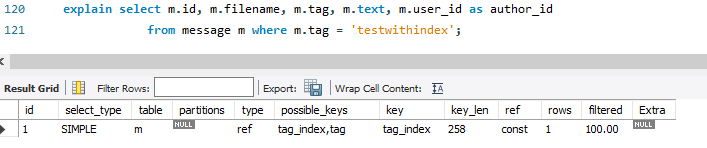 120 explain select m.id, m.filename, m.tag, m.text, m.user_id as author_id
121 from message m where m.tag = 'testwithindex';
Result Grid Filter Rows: Export: Wrap Cell Content: IA
id select_type table partitions type possible_keys key key_len ref rows filtered Extra
1 SIMPLE m NULL ref tag_index,tag tag_index 258 const 1 100.00 NULL